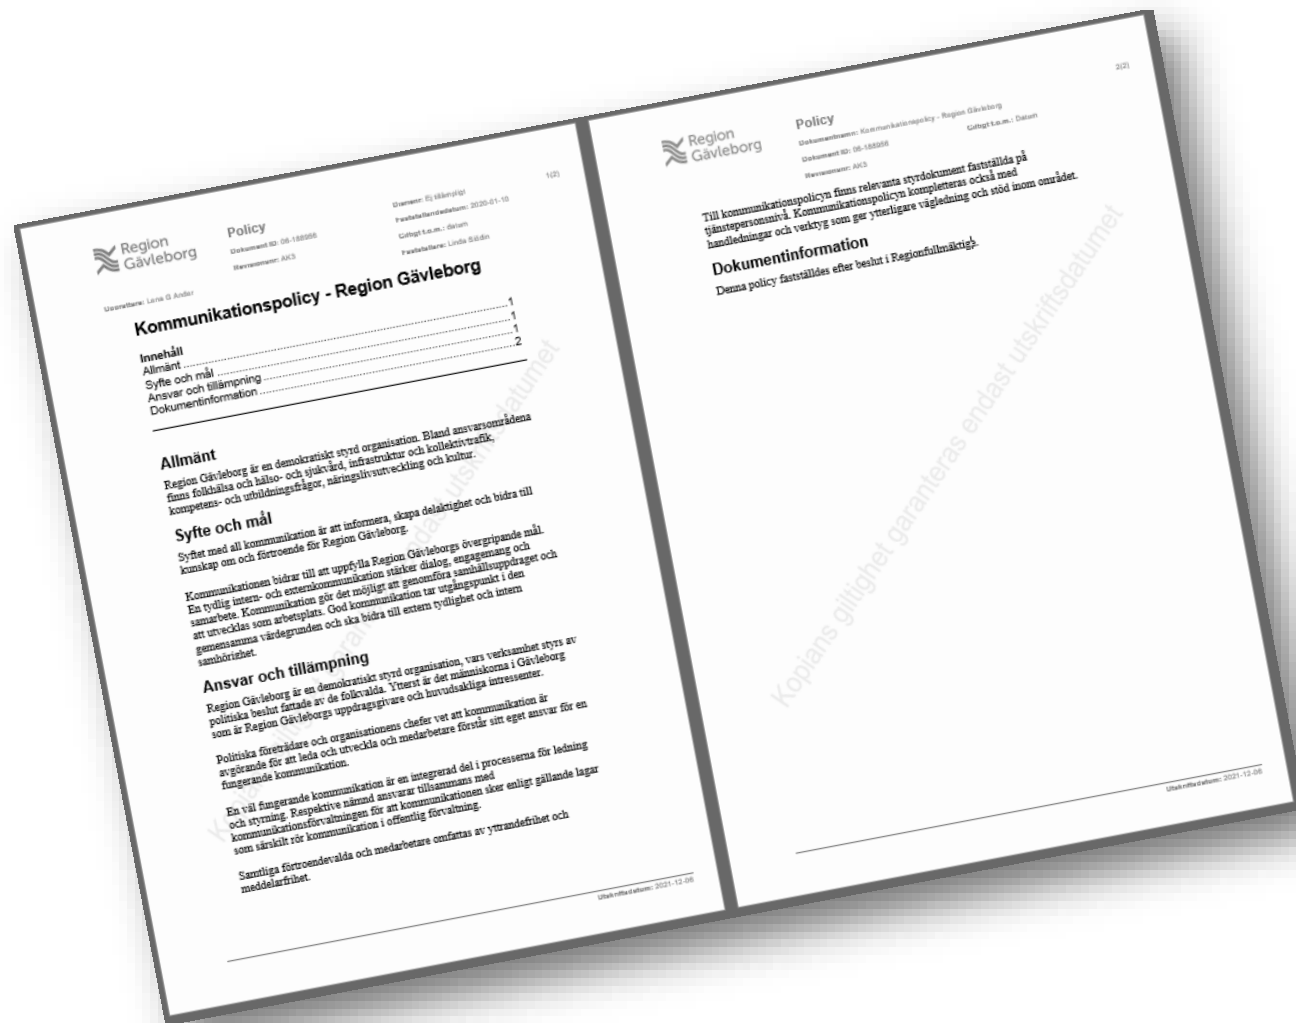 1(2)
Region
Gävleborg
Policy
Dokument ID: 06-188958
Revisionsnr: AK3
Diarienr: Ej tillämpligt
Fastställandedatum: 2020-01-10
Giltigt t.o.m.: datum
Fastställare: Linda
Upprättare: Lena G
Kommunikationspolicy - Region Gävleborg
Innehåll
Allmänt 1
Syfte och mål 1
Ansvar och tillämpning 1
Dokumentinformation 2
Allmänt
Region Gävleborg är en demokratiskt styrd organisation. Bland ansvarsområdena
finns folkhälsa och hälso- och sjukvård, infrastruktur och kollektivtrafik,
kompetens- och utbildningsfrågor, näringslivsutveckling och kultur.
Syfte och mål
Syftet med all kommunikation är att informera, skapa delaktighet och bidra till
kunskap om och förtroende för Region Gävleborg.
Kommunikationen bidrar till att uppfylla Region Gävleborgs övergripande mål.
En tydlig intern- och externkommunikation stärker dialog, engagemang och
samarbete. Kommunikation gör det möjligt att genomföra samhällsuppdraget och
att utvecklas som arbetsplats. God kommunikation tar utgångspunkt i den
gemensamma värdegrunden och ska bidra till extern tydlighet och intern
samhörighet.
Ansvar och tillämpning
Region Gävleborg är en demokratiskt styrd organisation, vars verksamhet styrs av
politiska beslut fattade av de folkvalda. Ytterst är det människorna i Gävleborg
som är Region Gävleborgs uppdragsgivare och huvudsakliga intressenter.
Politiska företrädare och organisationens chefer vet att kommunikation är
avgörande för att leda och utveckla och medarbetare förstår sitt eget ansvar för en
fungerande kommunikation.
En väl fungerande kommunikation är en integrerad del i processerna för ledning
och styrning. Respektive nämnd ansvarar tillsammans med
kommunikationsförvaltningen för att kommunikationen sker enligt gällande lagar
som särskilt rör kommunikation i offentlig förvaltning.
Samtliga förtroendevalda och medarbetare omfattas av yttrandefrihet och
meddelarfrihet.
Utskriftsdatum: 2021-12-06
2(2)
Region
Gävleborg
Policy
Dokumentnamn: Kommunikationspolicy - Region Gävleborg
Dokument ID: 06-188958
Giltigt t.o.m.: Datum
Revisionsnr: AK3
Till kommunikationspolicyn finns relevanta styrdokument fastställda på
tjänstepersonsnivå. Kommunikationspolicyn kompletteras också med
handledningar och verktyg som ger ytterligare vägledning och stöd inom området.
Dokumentinformation
Denna policy fastställdes efter beslut i Regionfullmäktige.
Kopians giltighet garanteras endast utskriftsdatumet
Utskriftsdatum: 2021-12-06